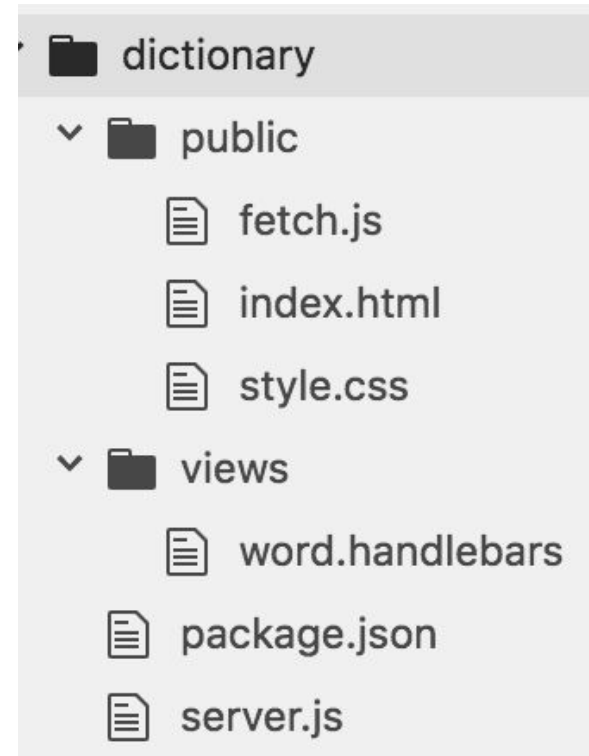 dictionary
public
fetch.js
index.html
style.css
views
word.handlebars
package.json
server.js